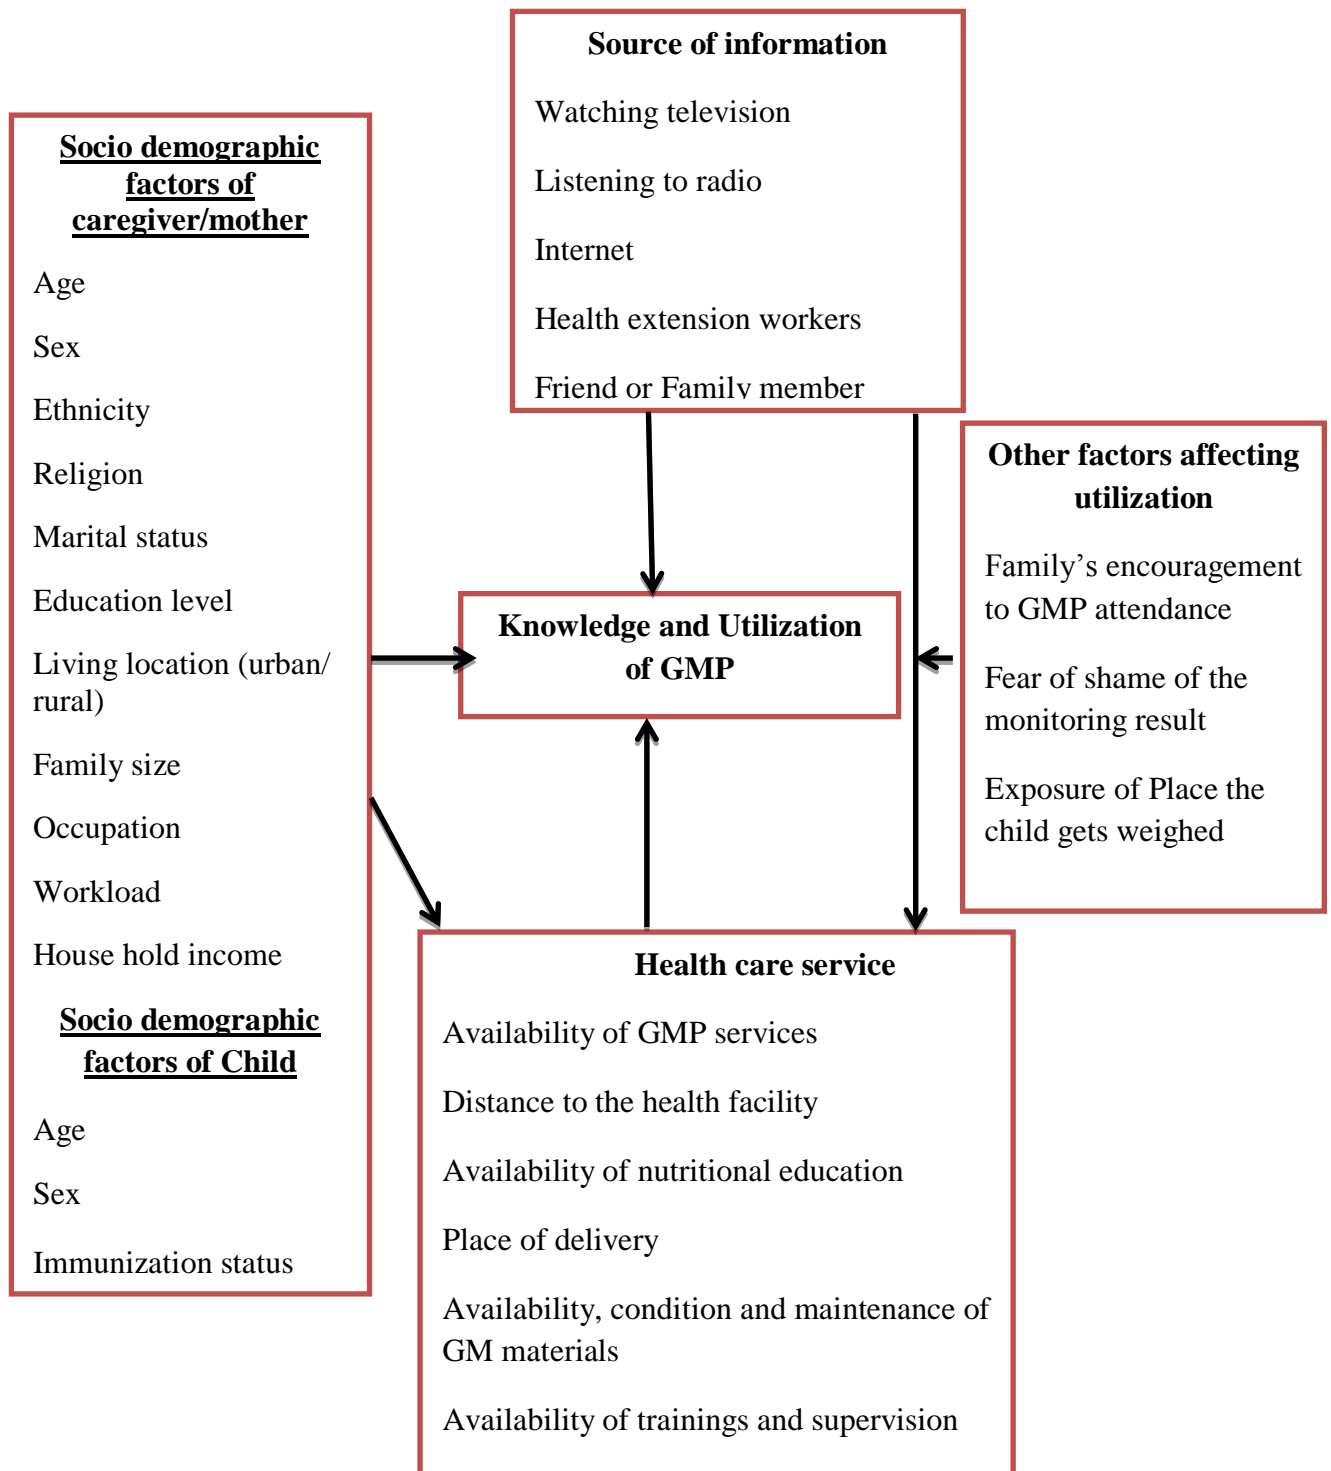 Source of information
Watching television
Listening to radio
Internet
Health extension workers
Friend or Family member
Socio demographic
factors of
caregiver/mother
Age
Sex
Ethnicity
Religion
Marital status
Education level
Living location (urban/
rural)
Family size
Occupation
Workload
House hold income
Socio demographic
factors of Child
Age
Sex
Immunization status
Knowledge and Utilization
of GMP
Other factors affecting
utilization
Family’s encouragement
to GMP attendance
Fear of shame of the
monitoring result
Exposure of Place the
child gets weighed
Health care service
Availability of GMP services
Distance to the health facility
Availability of nutritional education
Place of delivery
Availability, condition and maintenance of
GM materials
Availability of trainings and supervision